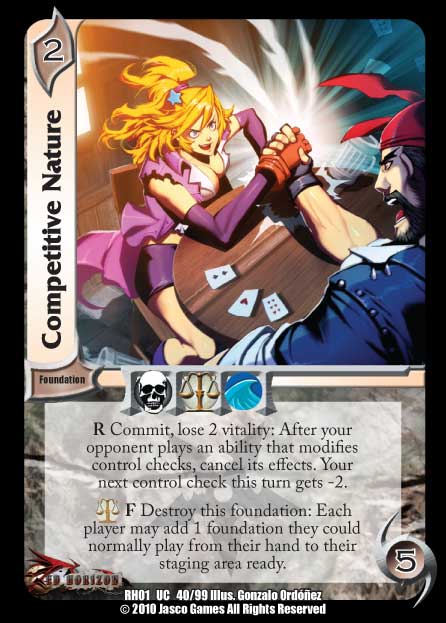 2
Competitive Nature
Foundation
R Commit, lose 2 vitality: After your
opponent plays an ability that modifies
control checks, cancel its effects. Your
next control check this turn gets -2.
F Destroy this foundation: Each
player may add 1 foundation they could
normally play from their hand to their
staging area ready.
5
RED HORIZON
RH01 UC 40/99 Illus. Gonzalo Ordóñez
© 2010 Jasco Games All Rights Reserved